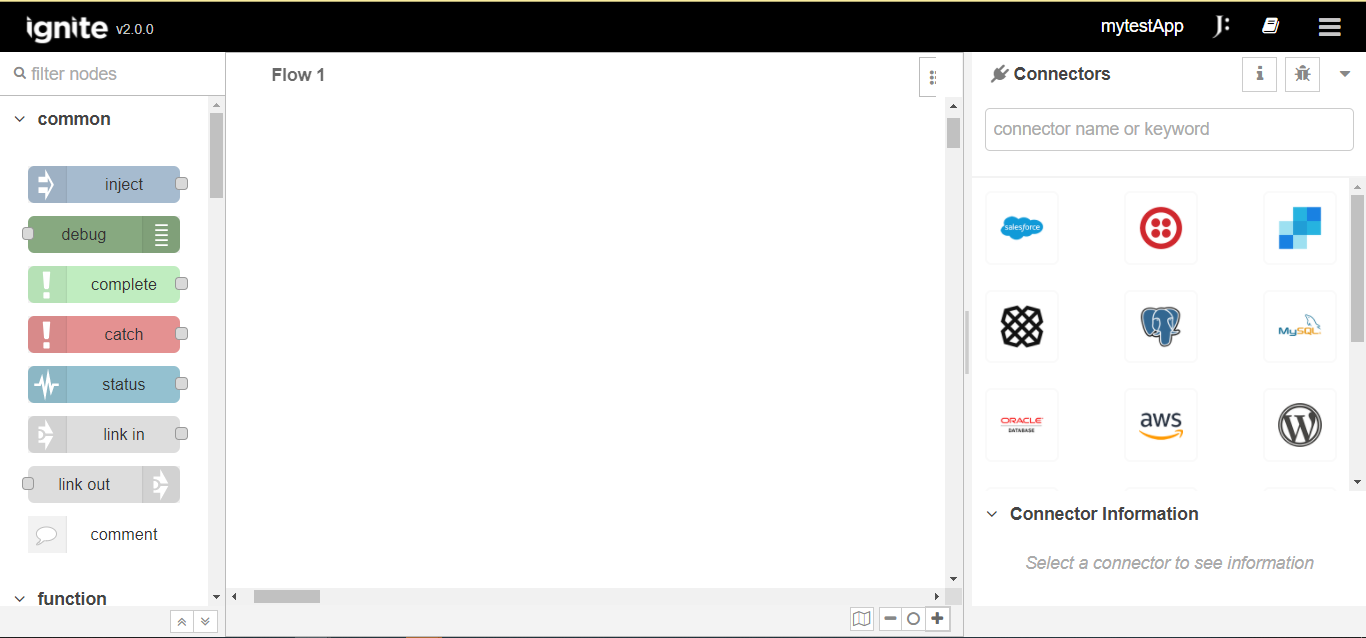 ignite v2.0.0
mytestApp
J:
filter nodes
Flow 1
Connectors
i
common
connector name or keyword
inject
debug
complete
catch
status
link in
link out
comment
function
salesforce
MySQL
ORACLE
DATABASE
aws
W
Connector Information
Select a connector to see information